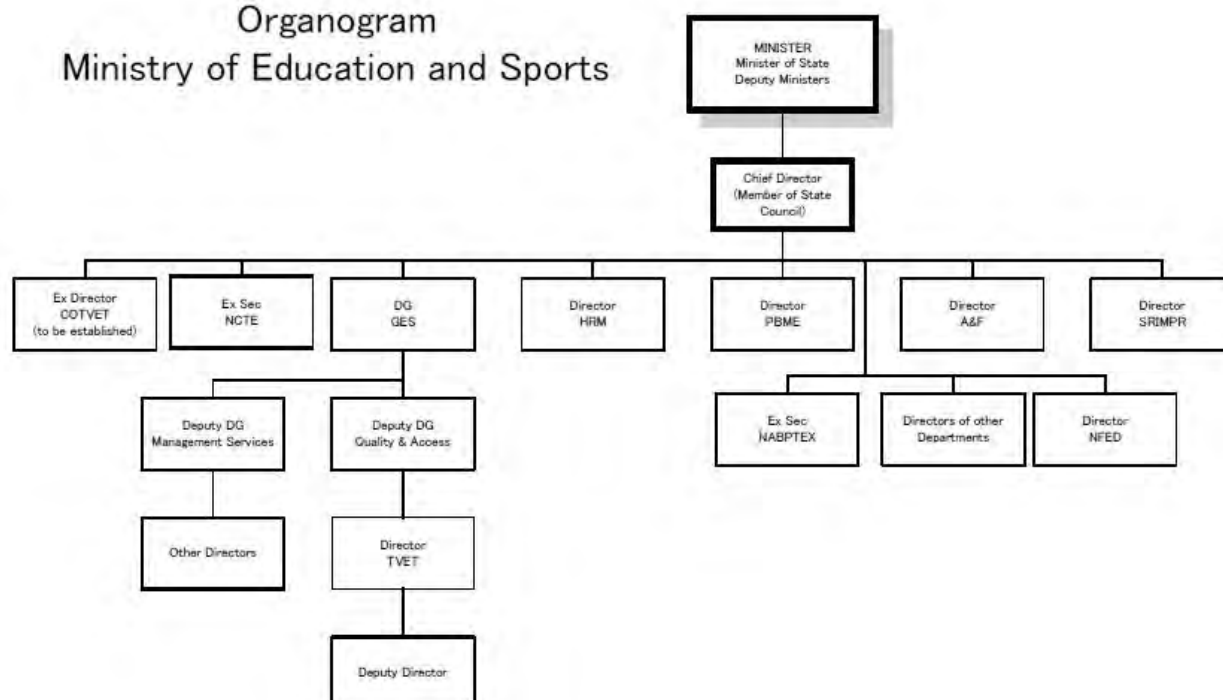 Organogram
Ministry of Education and Sports
MINISTER
Minister of State
Deputy Ministers
Chief Director
(Member of State
Council)
Ex Director
COTVET
(to be established)
Ex Sec
NCTE
DG
GES
Director
HRM
Director
PBME
Director
A&F
Director
SRIMPR
Deputy DG
Management Services
Deputy DG
Quality & Access
Ex Sec
NABPTEX
Directors of other
Departments
Director
NFED
Other Directors
Director
TVET
Deputy Director